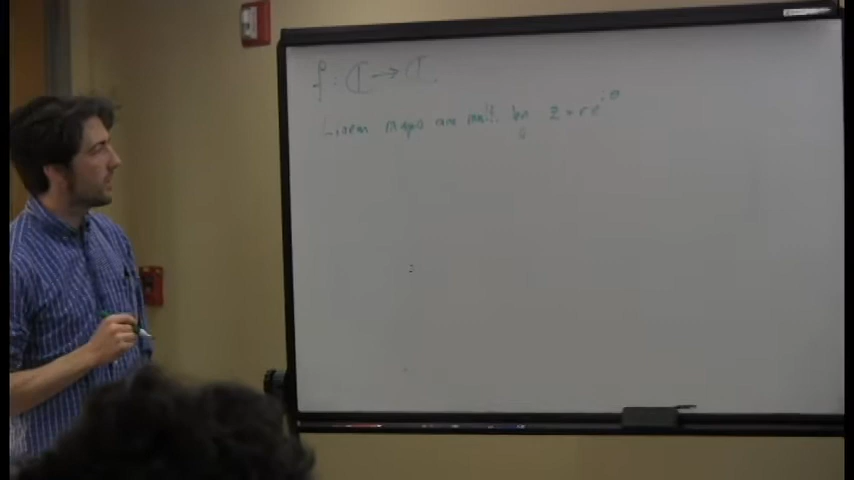 f : ℂ → ℂ
Linear maps are mult. by z = re^{iθ}